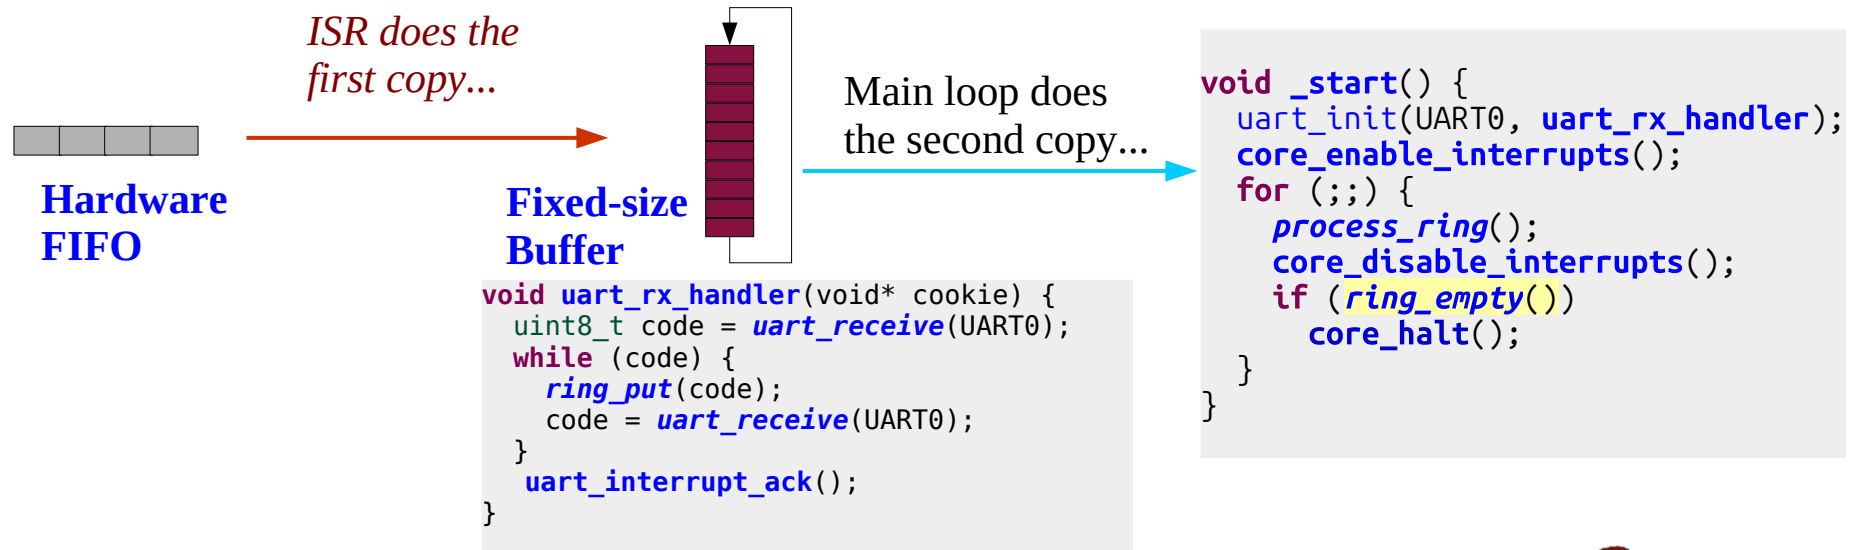 ISR does the
first copy...
Hardware
FIFO
Fixed-size
Buffer
Main loop does
the second copy...
void uart_rx_handler(void* cookie) {
  uint8_t code = uart_receive(UART0);
  while (code) {
    ring_put(code);
    code = uart_receive(UART0);
  }
  uart_interrupt_ack();
}
void _start() {
  uart_init(UART0, uart_rx_handler);
  core_enable_interrupts();
  for (;;) {
    process_ring();
    core_disable_interrupts();
    if (ring_empty())
      core_halt();
  }
}